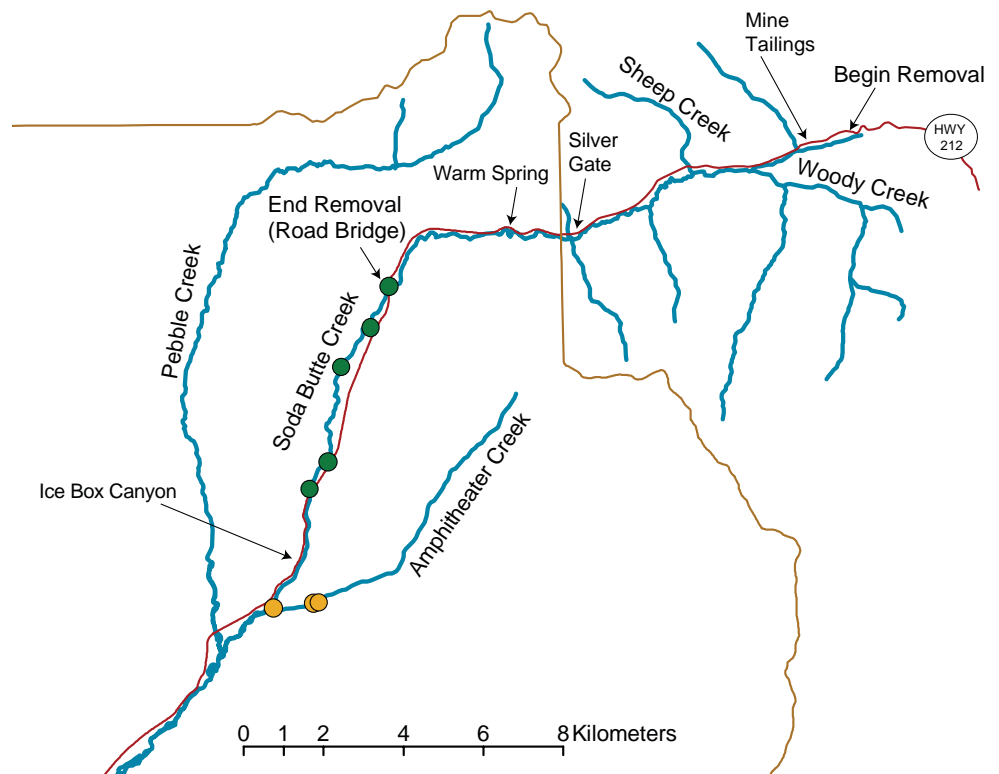 Mine
Tailings
Begin Removal
Sheep Creek
HWY
212
Silver
Gate
Warm Spring
Woody Creek
End Removal
(Road Bridge)
Pebble Creek
Soda Butte Creek
Amphitheater Creek
Ice Box Canyon
0 1 2 4 6 8 Kilometers